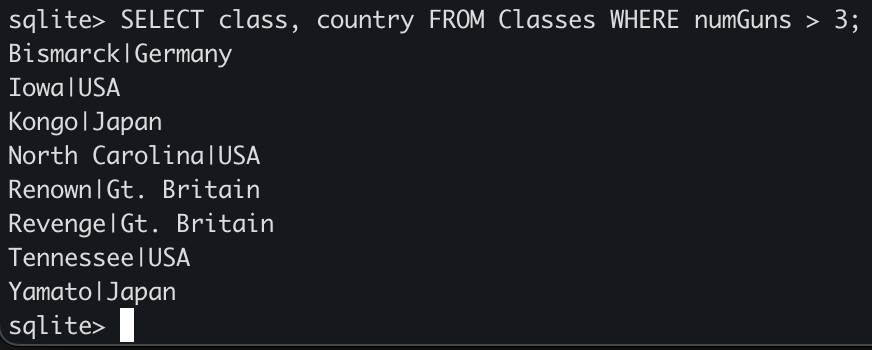 sqlite> SELECT class, country FROM Classes WHERE numGuns > 3;
Bismarck|Germany
Iowa|USA
Kongo|Japan
North Carolina|USA
Renown|Gt. Britain
Revenge|Gt. Britain
Tennessee|USA
Yamato|Japan
sqlite>